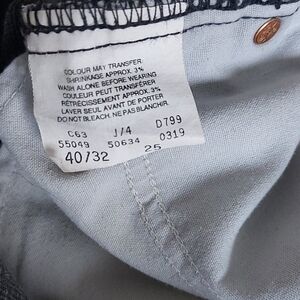 COLOUR MAY TRANSFER
SHRINKAGE APPROX. 3%
WASH ALONE BEFORE WEARING
COULEUR PEUT TRANSFÉRER
RÉTRÉCISSEMENT APPROX. 3%
LAVER SEUL AVANT DE PORTER
DO NOT BLEACH. NE PAS BLANCHIR.
C63 J/4 D799
55049 50634 0319
40/32 25